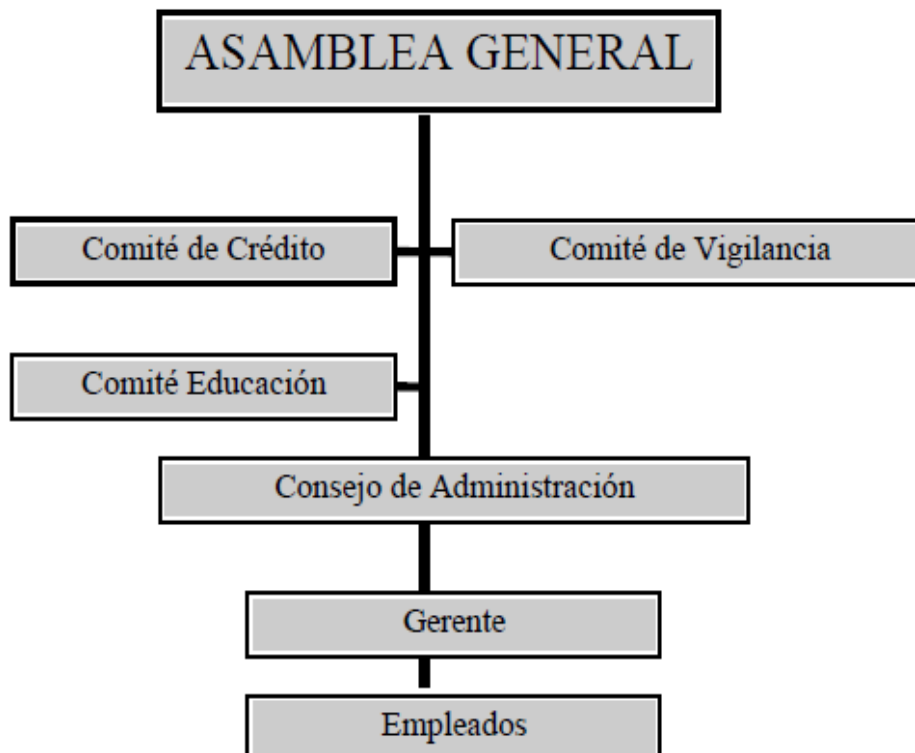 ASAMBLEA GENERAL
Comité de Crédito
Comité de Vigilancia
Comité Educación
Consejo de Administración
Gerente
Empleados